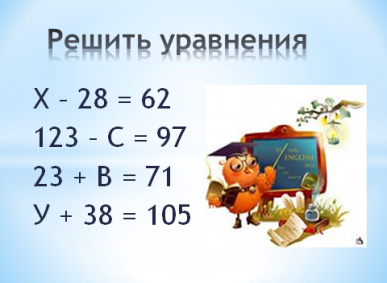 Решить уравнения
Х – 28 = 62
123 – С = 97
23 + В = 71
У + 38 = 105
ENGLISH